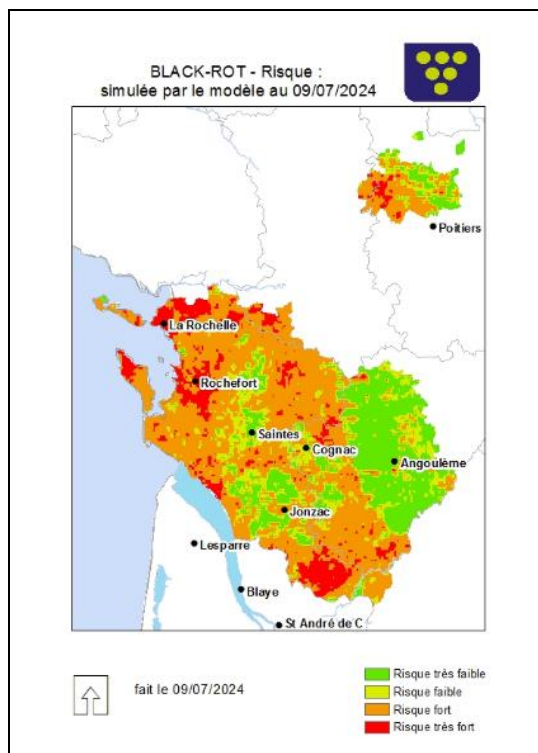 BLACK-ROT - Risque :
simulée par le modèle au 09/07/2024
Poitiers
La Rochelle
Rochefort
Saintes
Cognac
Angoulème
Jonzac
Lesparre
Blaye
St André de C
fait le 09/07/2024
Risque très faible
Risque faible
Risque fort
Risque très fort